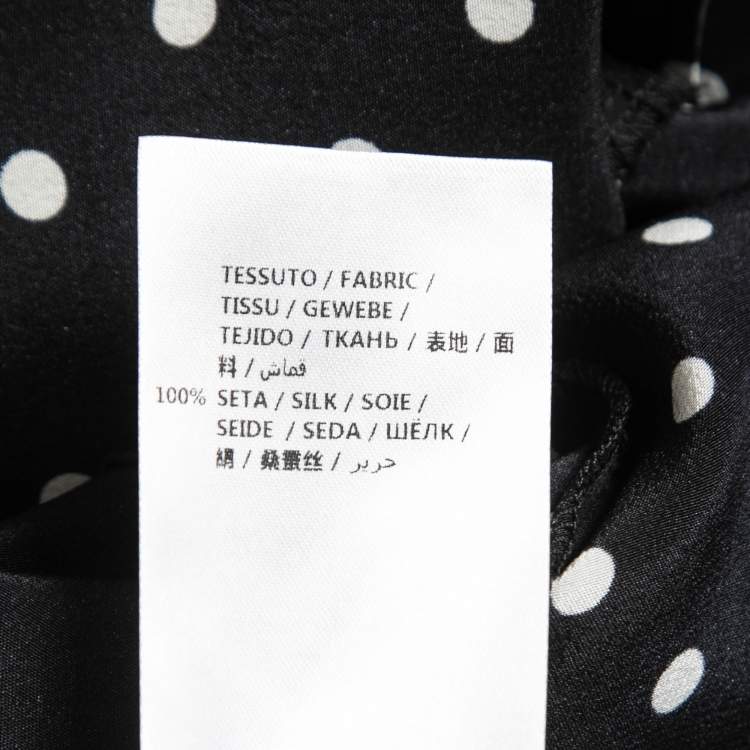 TESSUTO / FABRIC /
TISSU / GEWEBE /
TEJIDO / ТКАНЬ / 表地 / 面
料 / قماش
100% SETA / SILK / SOIE /
SEIDE / SEDA / ШЁЛК /
絹 / 桑蚕丝 / حرير